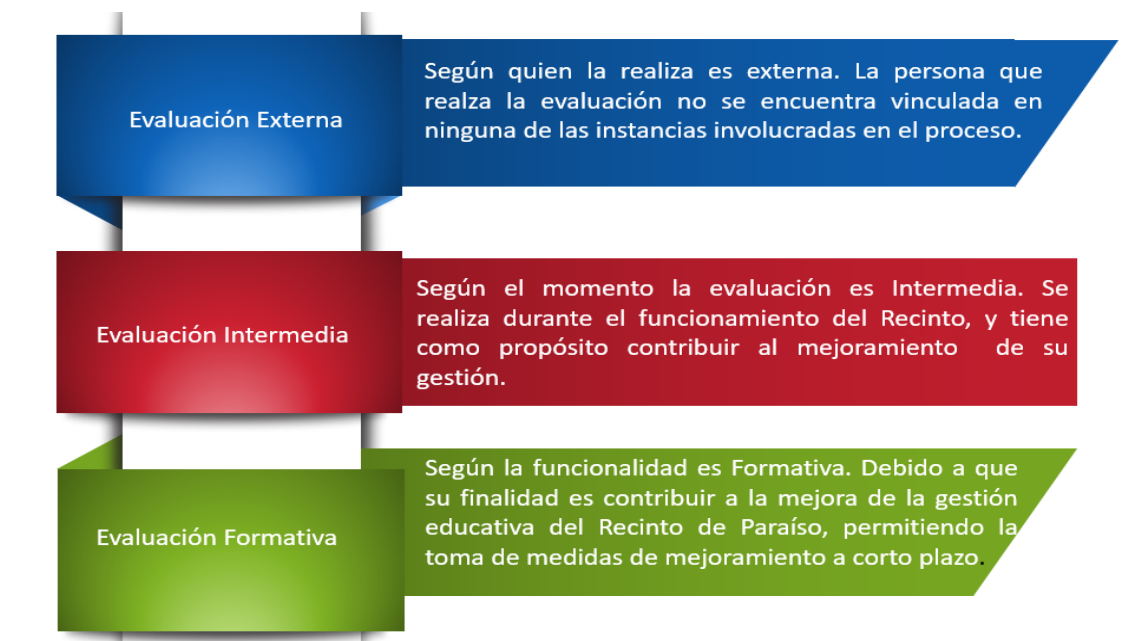 Evaluación Externa
Según quien la realiza es externa. La persona que
realza la evaluación no se encuentra vinculada en
ninguna de las instancias involucradas en el proceso.
Evaluación Intermedia
Según el momento la evaluación es Intermedia. Se
realiza durante el funcionamiento del Recinto, y tiene
como propósito contribuir al mejoramiento de su
gestión.
Evaluación Formativa
Según la funcionalidad es Formativa. Debido a que
su finalidad es contribuir a la mejora de la gestión
educativa del Recinto de Paraíso, permitiendo la
toma de medidas de mejoramiento a corto plazo.